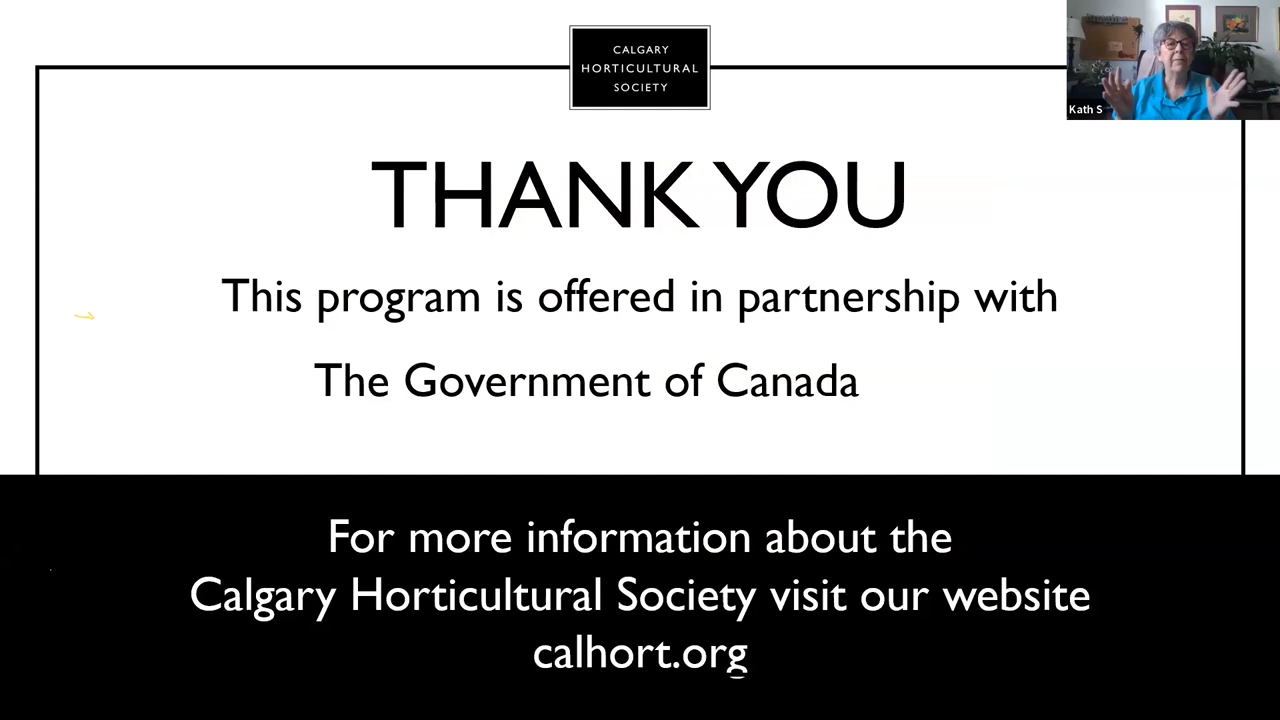 CALGARY
HORTICULTURAL
SOCIETY
Kath S
THANK YOU
This program is offered in partnership with
The Government of Canada
For more information about the
Calgary Horticultural Society visit our website
calhort.org